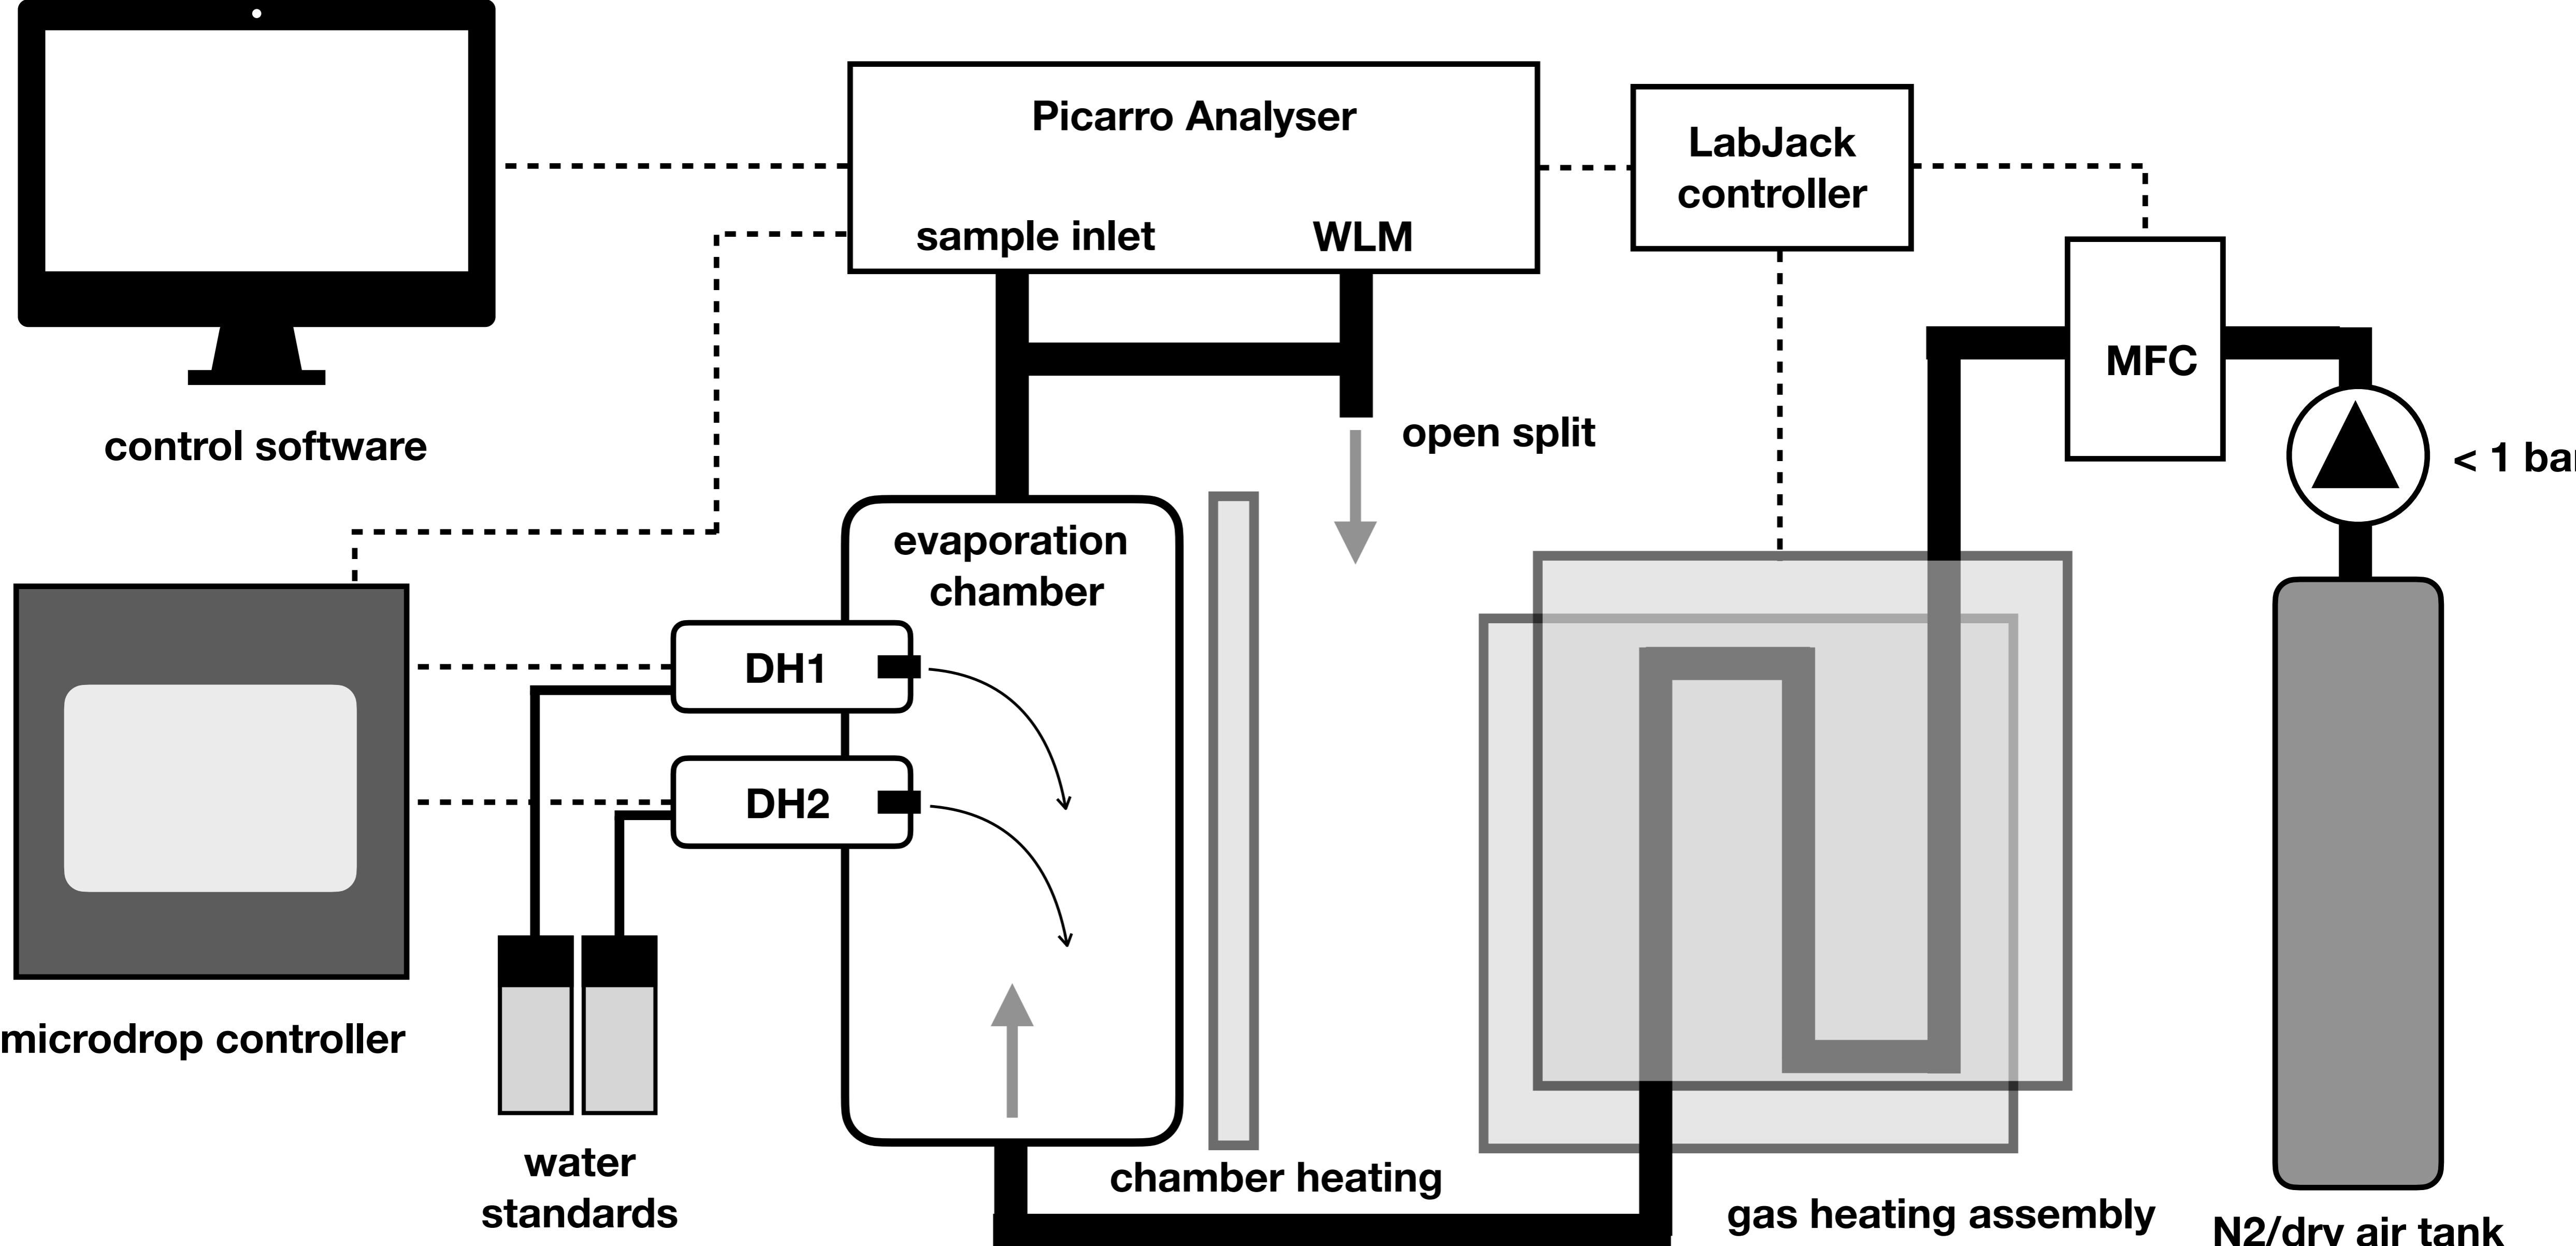 Picarro Analyser
sample inlet
WLM
LabJack
controller
MFC
open split
< 1 bar
control software
evaporation
chamber
DH1
DH2
microdrop controller
water
standards
chamber heating
gas heating assembly
N2/dry air tank